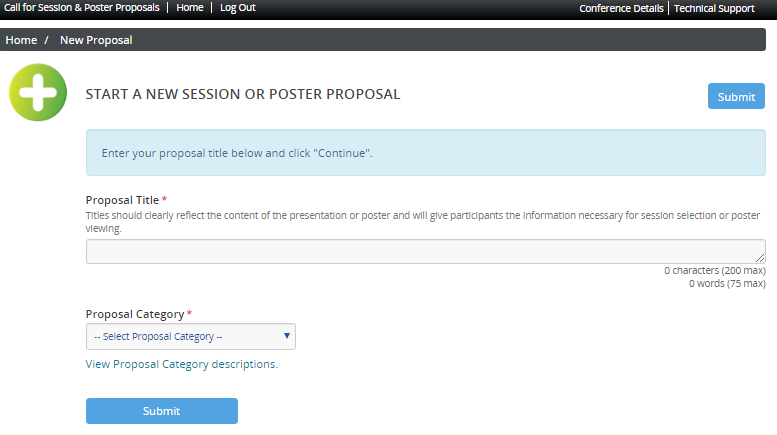 Call for Session & Poster Proposals | Home | Log Out Conference Details | Technical Support
Home / New Proposal
START A NEW SESSION OR POSTER PROPOSAL Submit
Enter your proposal title below and click "Continue".
Proposal Title *
Titles should clearly reflect the content of the presentation or poster and will give participants the information necessary for session selection or poster
viewing.
0 characters (200 max)
0 words (75 max)
Proposal Category *
-- Select Proposal Category --
View Proposal Category descriptions.
Submit